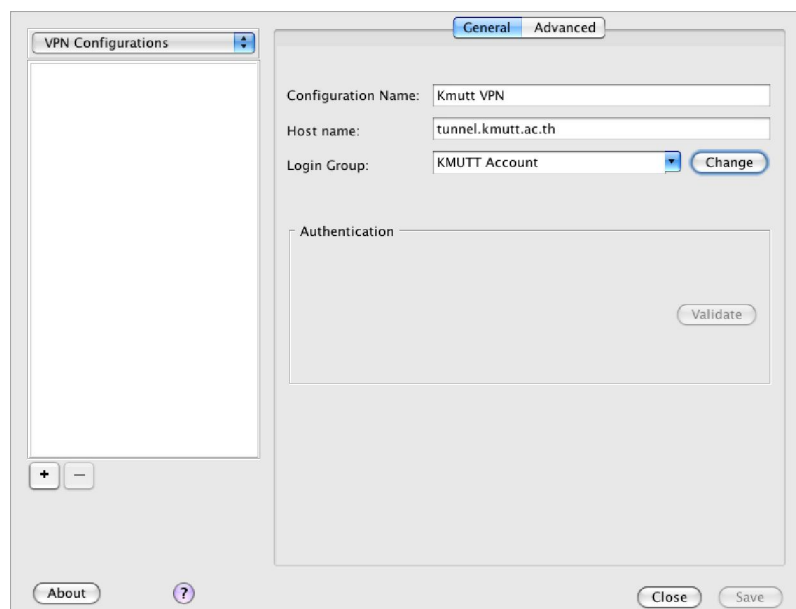 VPN Configurations
General Advanced
Configuration Name: Kmutt VPN
Host name: tunnel.kmutt.ac.th
Login Group: KMUTT Account Change
Authentication
Validate
+ −
About ? Close Save